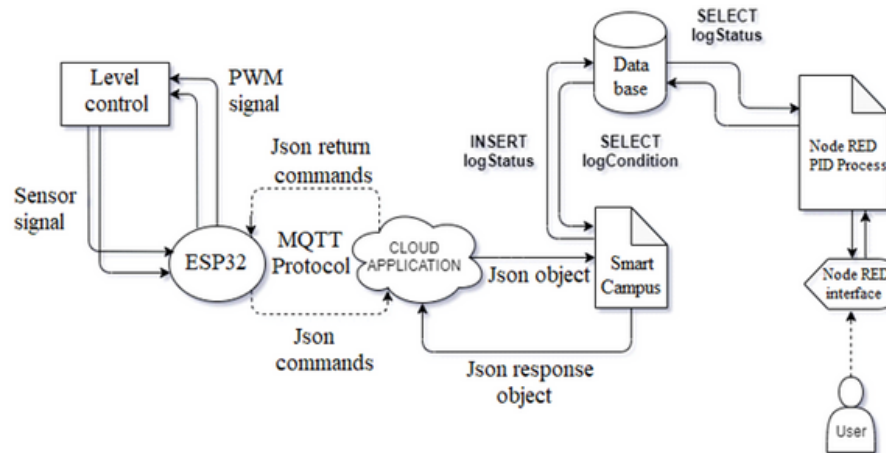 SELECT
logStatus
Level
control
PWM
signal
Data
base
Json return
commands
INSERT
logStatus
SELECT
logCondition
Node RED
PID Process
Sensor
signal
ESP32
MQTT
Protocol
CLOUD
APPLICATION
Json object
Smart
Campus
Node RED
interface
Json
commands
Json response
object
User